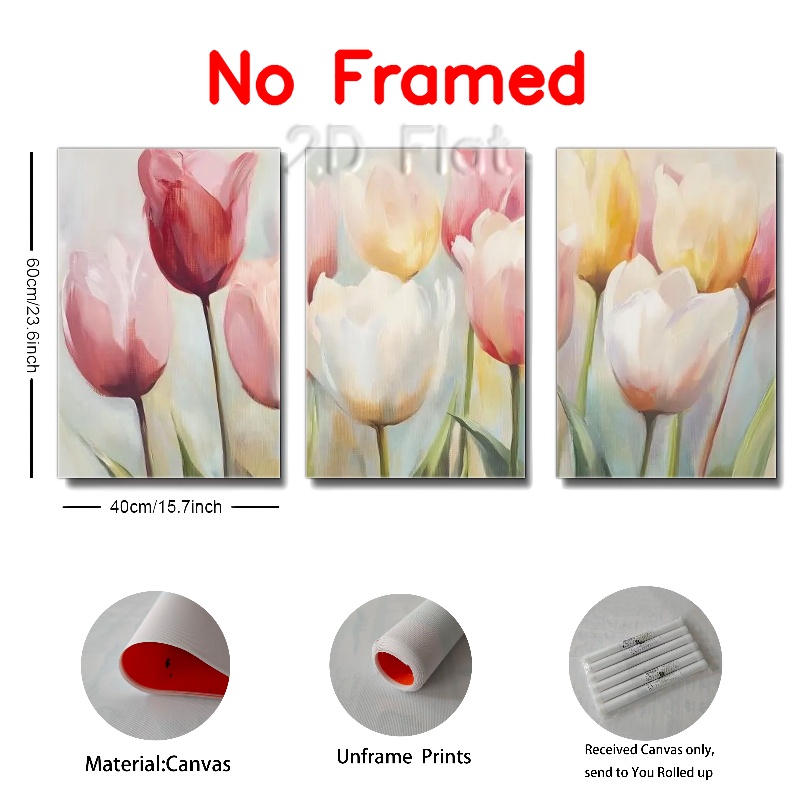 No Framed
2D Flat
60cm/23.6inch
40cm/15.7inch
Material:Canvas
Unframe Prints
Received Canvas only,
send to You Rolled up